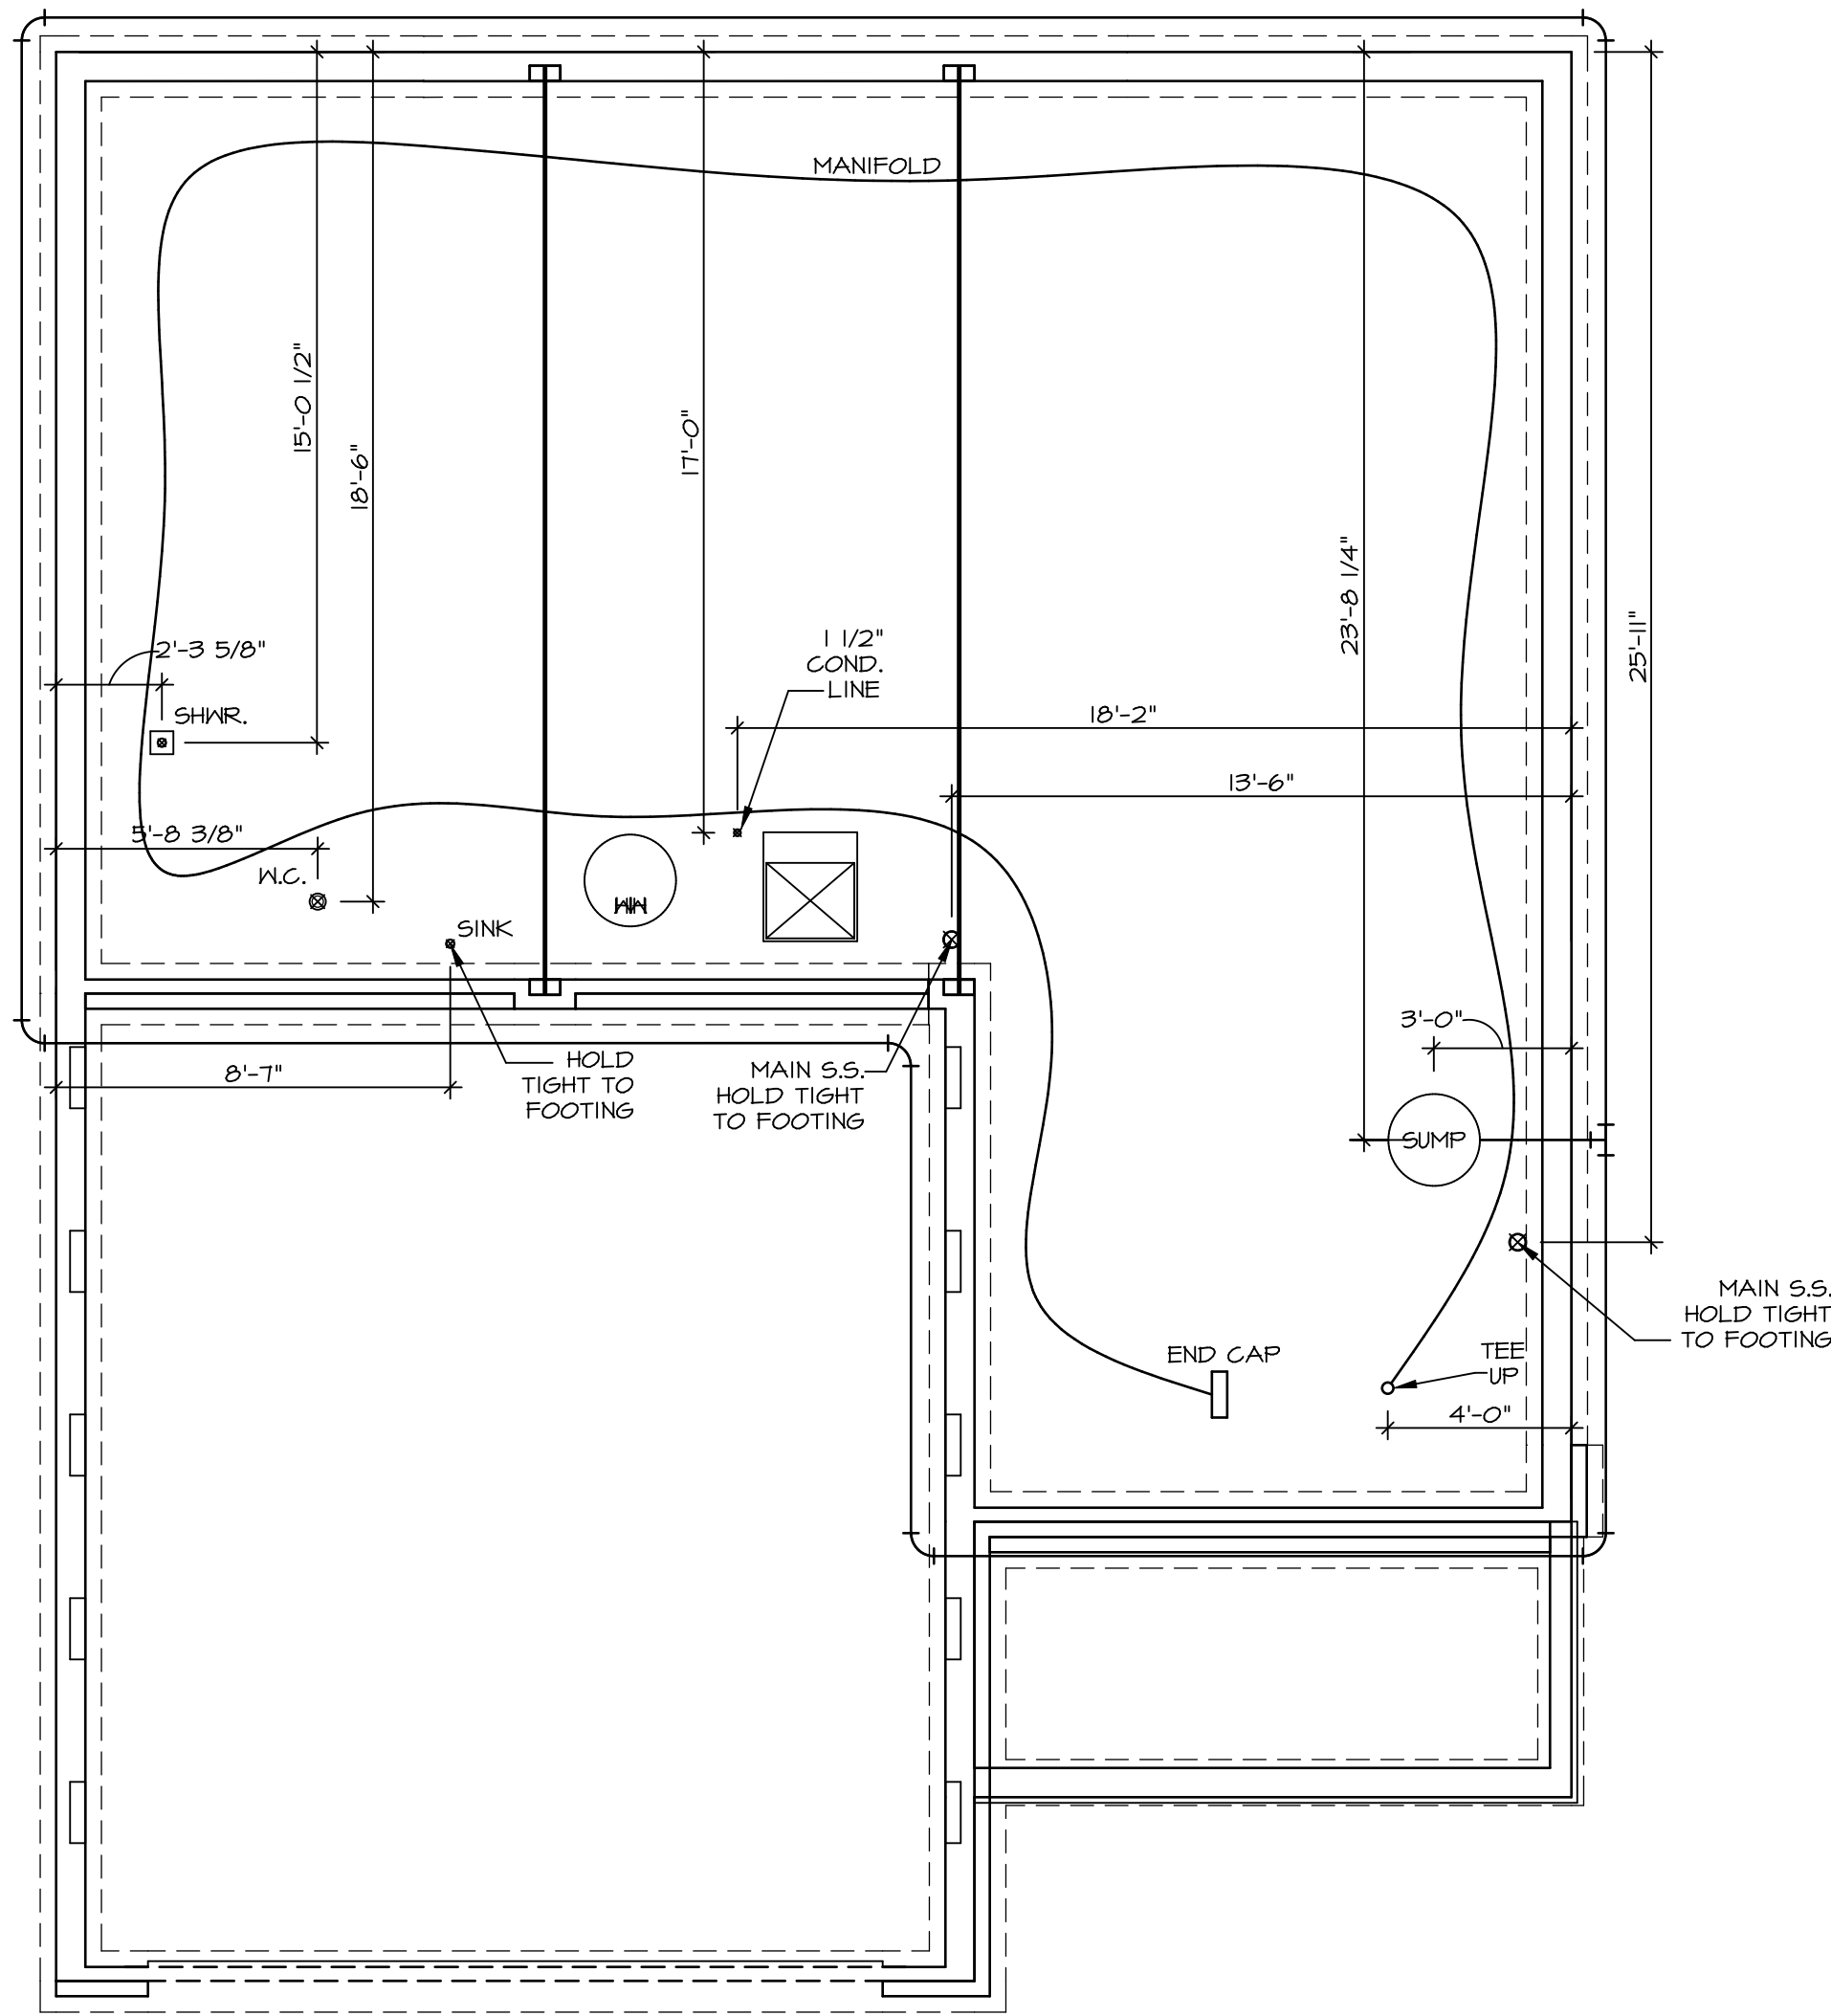 MANIFOLD
15'-0 1/2"
18'-6"
17'-0"
23'-8 1/4"
25'-11"
2'-3 5/8"
SHWR.
1 1/2"
COND.
LINE
18'-2"
13'-6"
5'-8 3/8"
W.C.
SINK
HOLD
TIGHT TO
FOOTING
8'-7"
MAIN S.S.
HOLD TIGHT
TO FOOTING
3'-0"
SUMP
MAIN S.S.
HOLD TIGHT
TO FOOTING
END CAP
TEE
UP
4'-0"